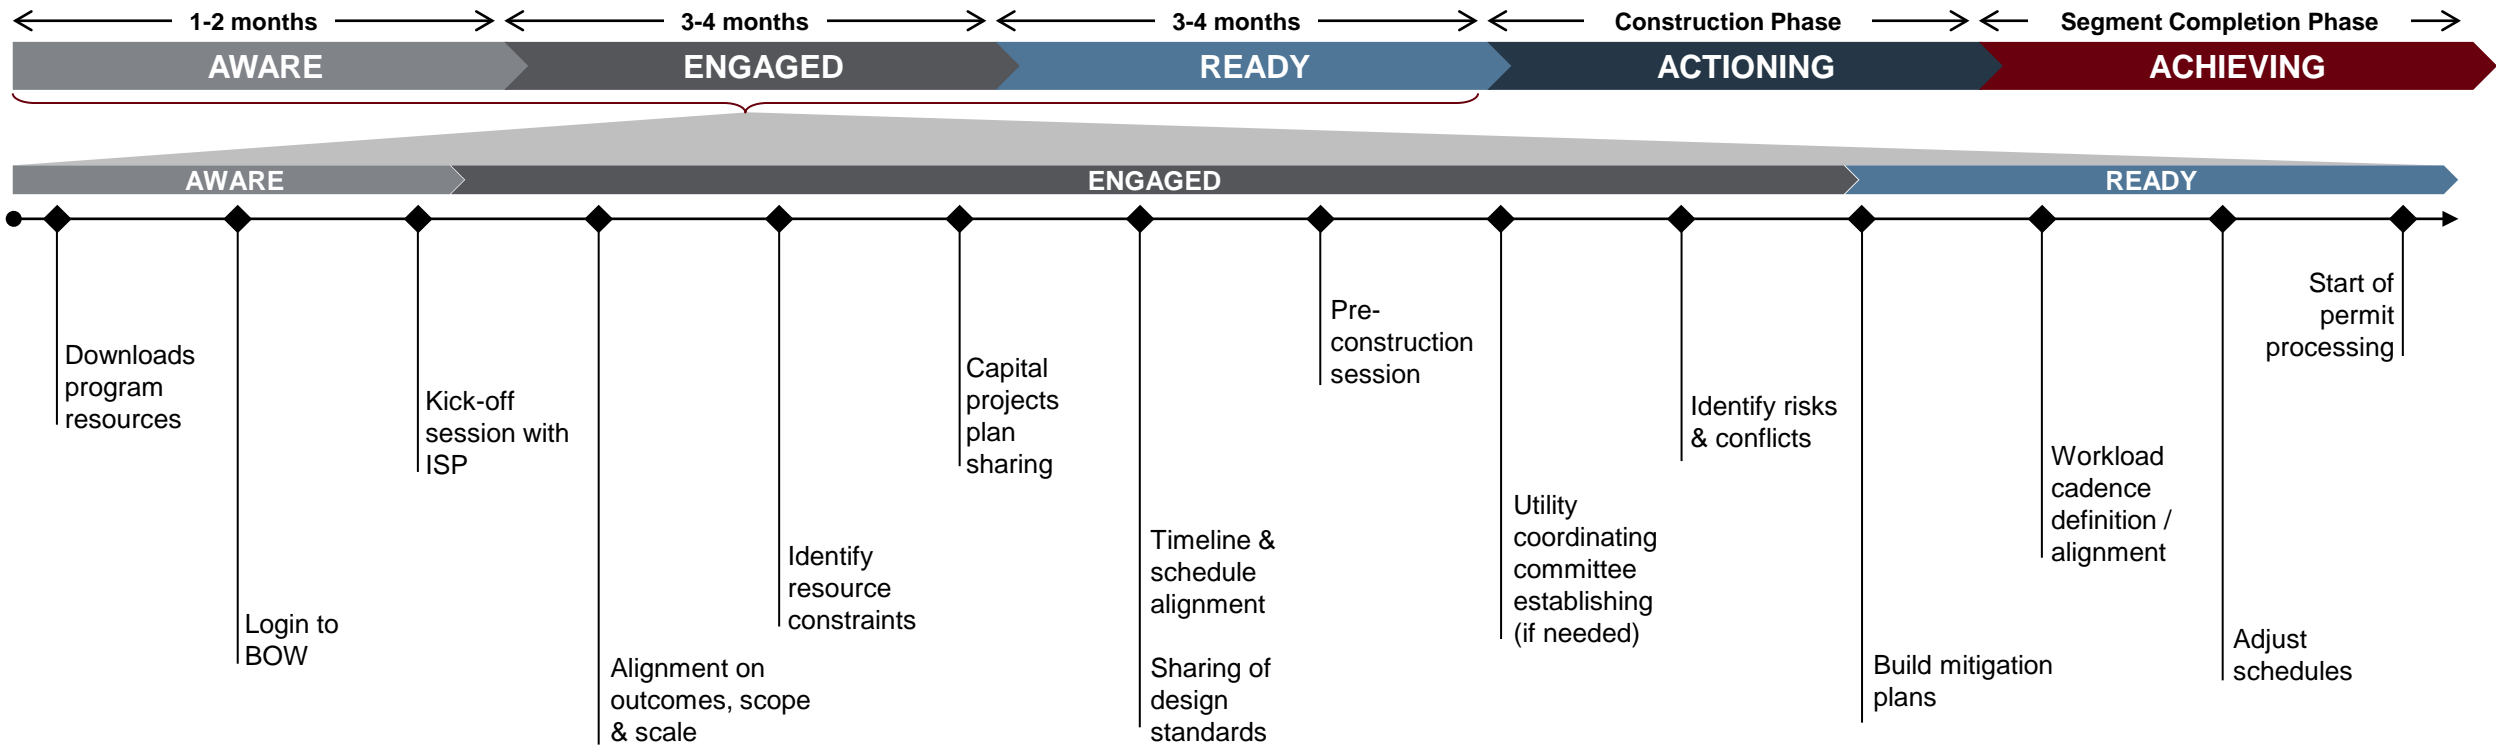 1-2 months
3-4 months
3-4 months
Construction Phase
Segment Completion Phase
AWARE
ENGAGED
READY
ACTIONING
ACHIEVING
AWARE
ENGAGED
READY
Downloads
program
resources
Login to
BOW
Kick-off
session with
ISP
Alignment on
outcomes, scope
& scale
Identify
resource
constraints
Capital
projects
plan
sharing
Timeline &
schedule
alignment
Sharing of
design
standards
Pre-
construction
session
Utility
coordinating
committee
establishing
(if needed)
Identify risks
& conflicts
Build mitigation
plans
Workload
cadence
definition /
alignment
Adjust
schedules
Start of
permit
processing